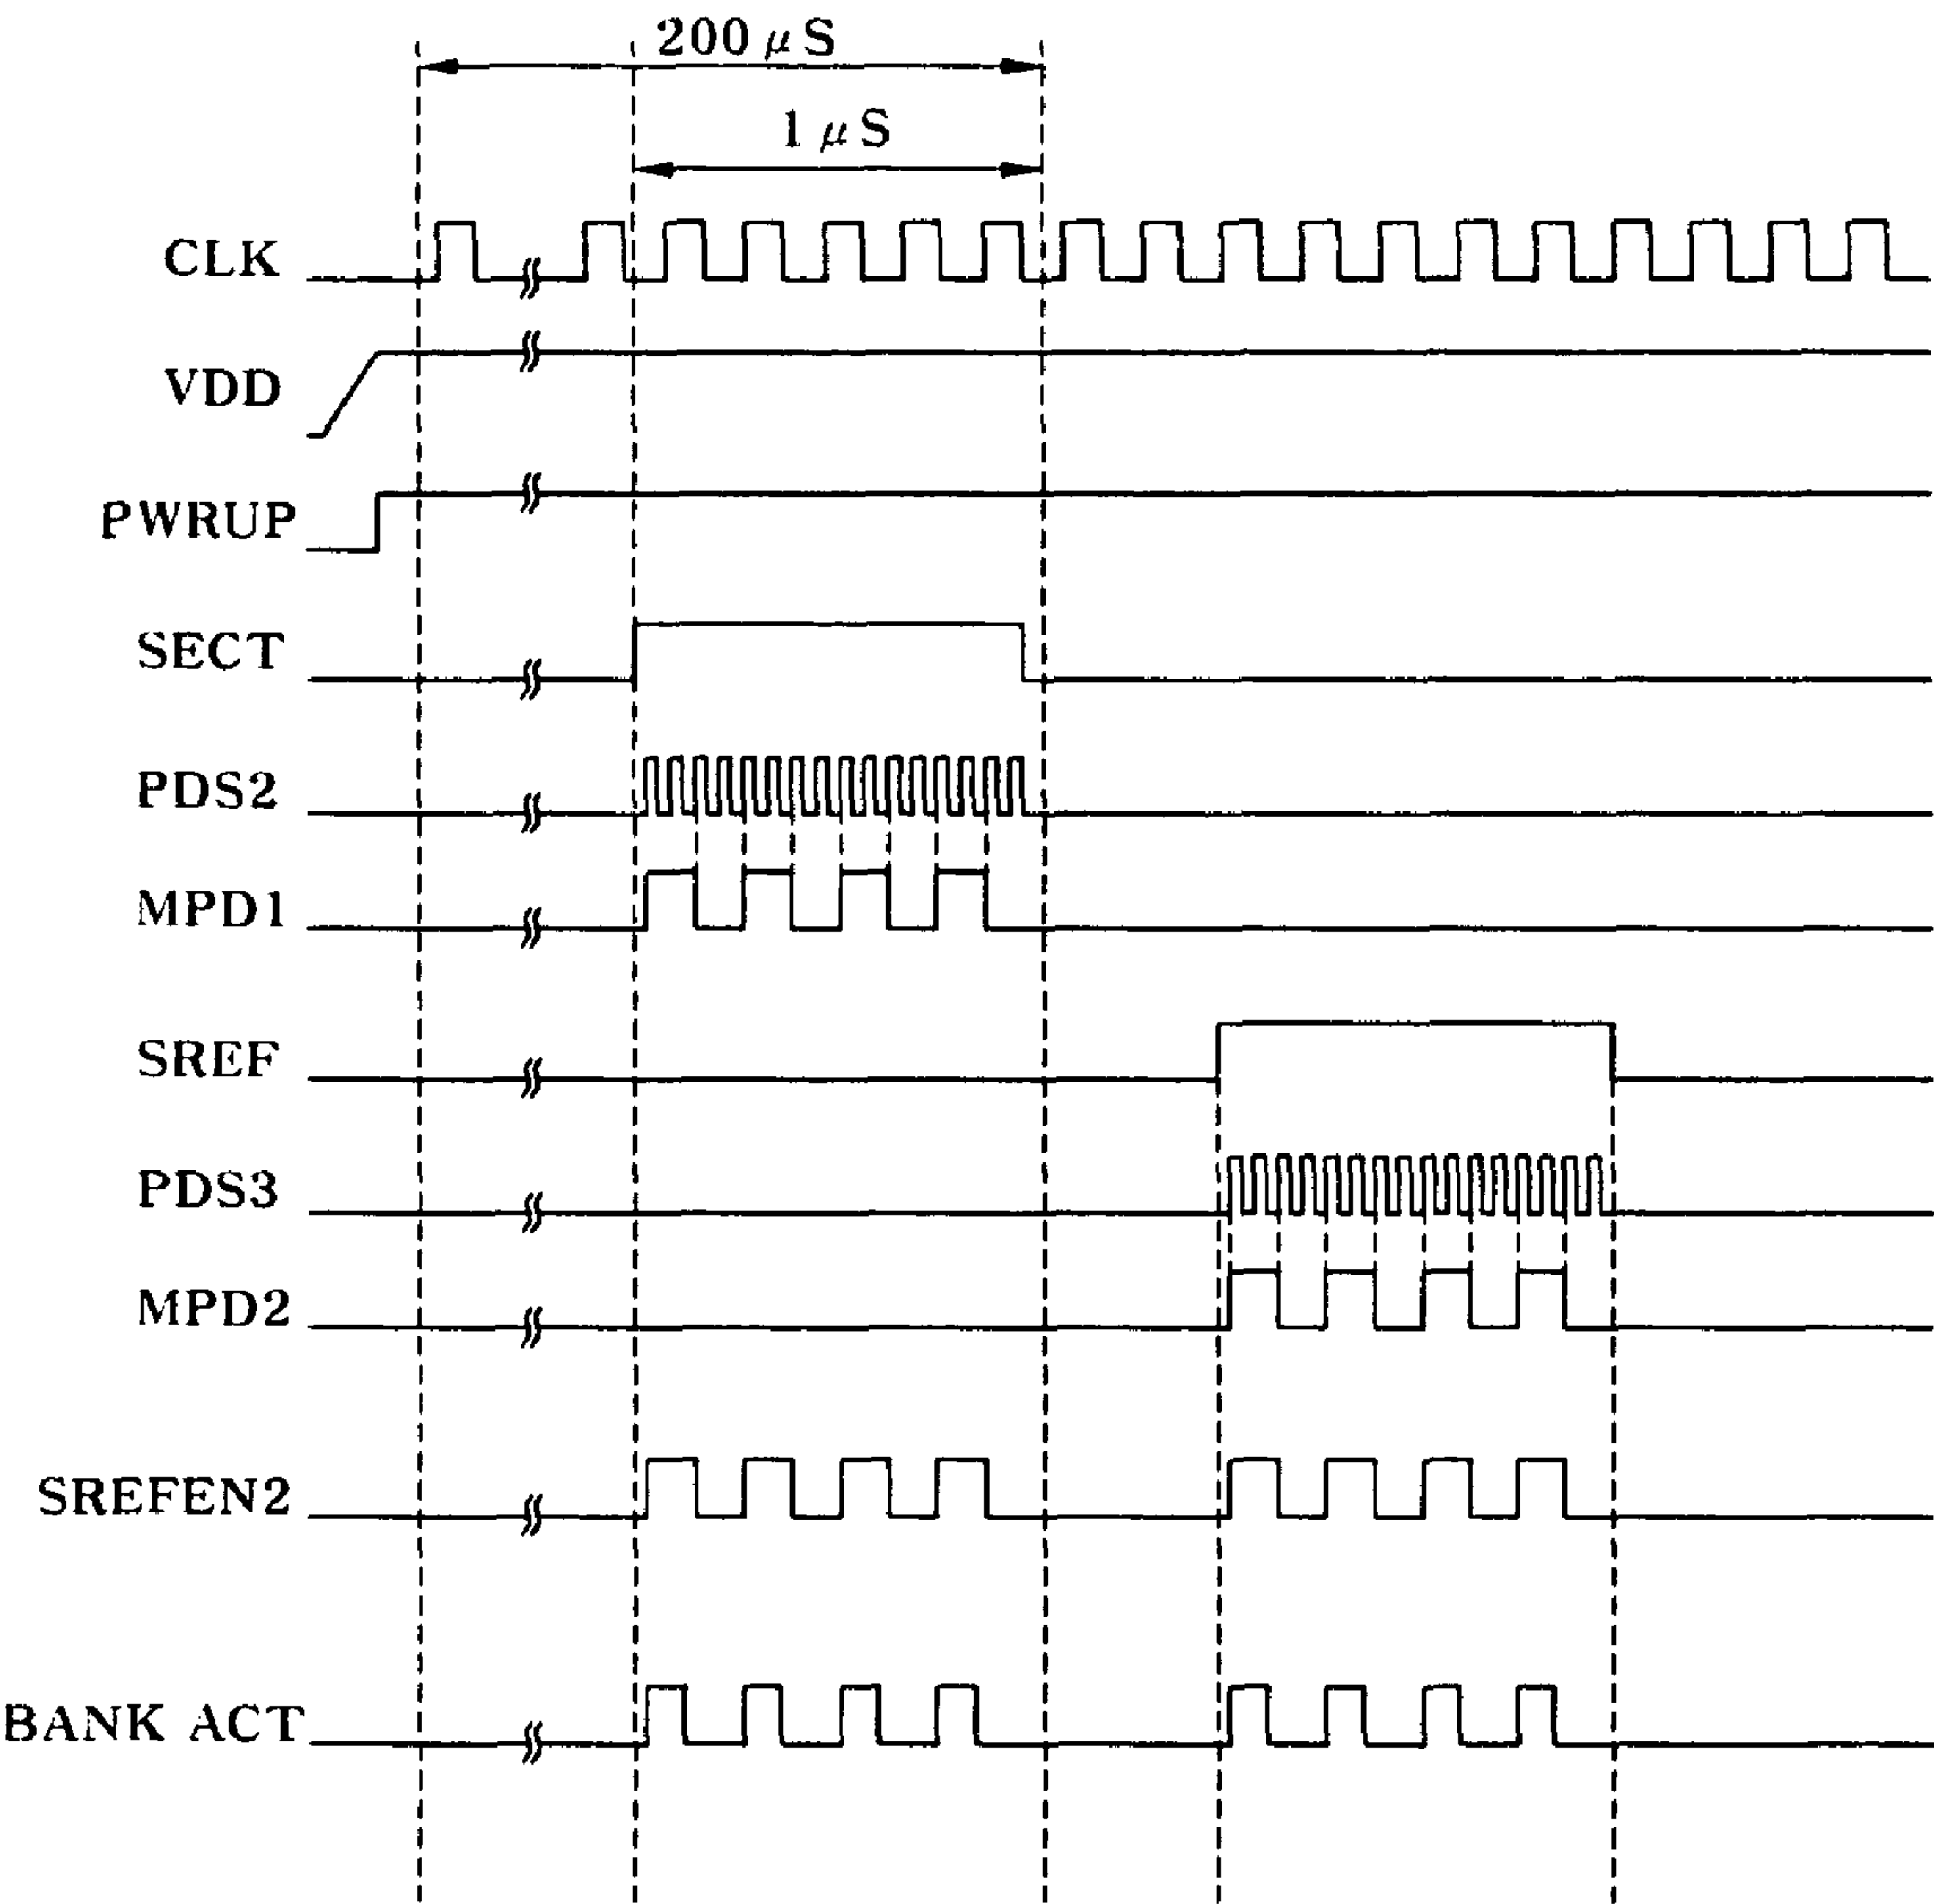 200 μS
1 μS
CLK
VDD
PWRUP
SECT
PDS2
MPD1
SREF
PDS3
MPD2
SREFEN2
BANK ACT